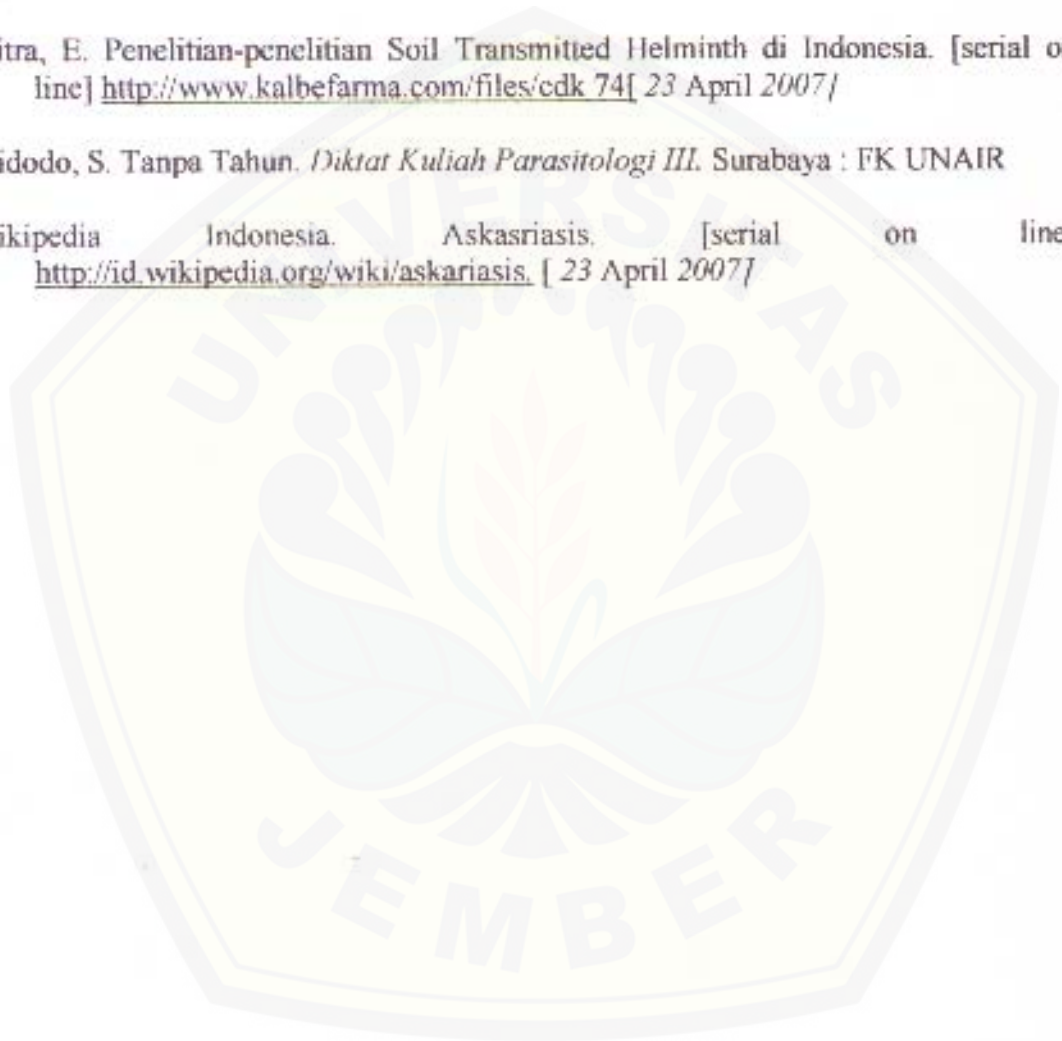 itra, E. Penelitian-penelitian Soil Transmitted Helminth di Indonesia. [serial o
line] http://www.kalbefarma.com/files/cdk 74[ 23 April 2007]
idodo, S. Tanpa Tahun. Diktat Kuliah Parasitologi III. Surabaya : FK UNAIR
ikipedia Indonesia. Askasriasis. [serial on line
http://id.wikipedia.org/wiki/askariasis. [ 23 April 2007]
UNIVERSITAS
JEMBER